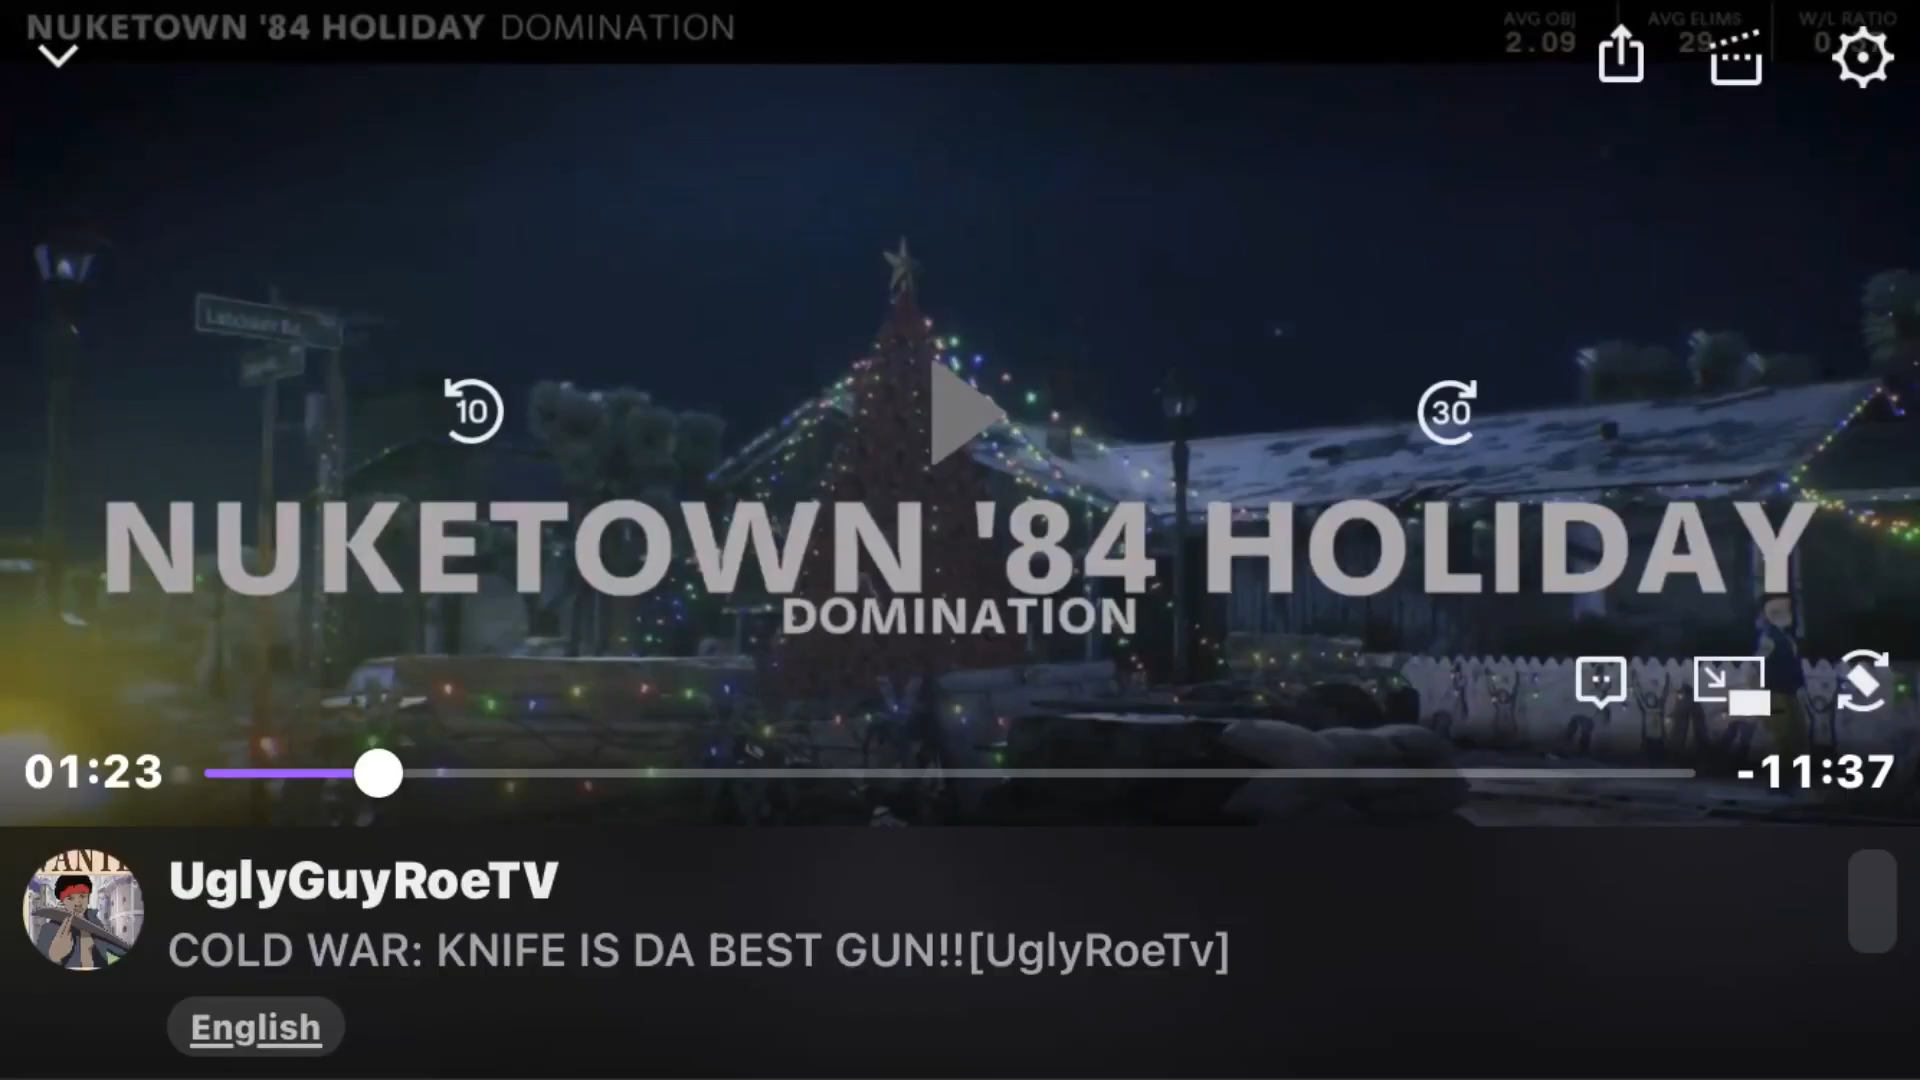 NUKETOWN '84 HOLIDAY DOMINATION
AVG OBJ AVG ELIMS W/L RATIO
2.09 29
10
30
NUKETOWN '84 HOLIDAY
DOMINATION
01:23 -11:37
UglyGuyRoeTV
COLD WAR: KNIFE IS DA BEST GUN!![UglyRoeTv]
English